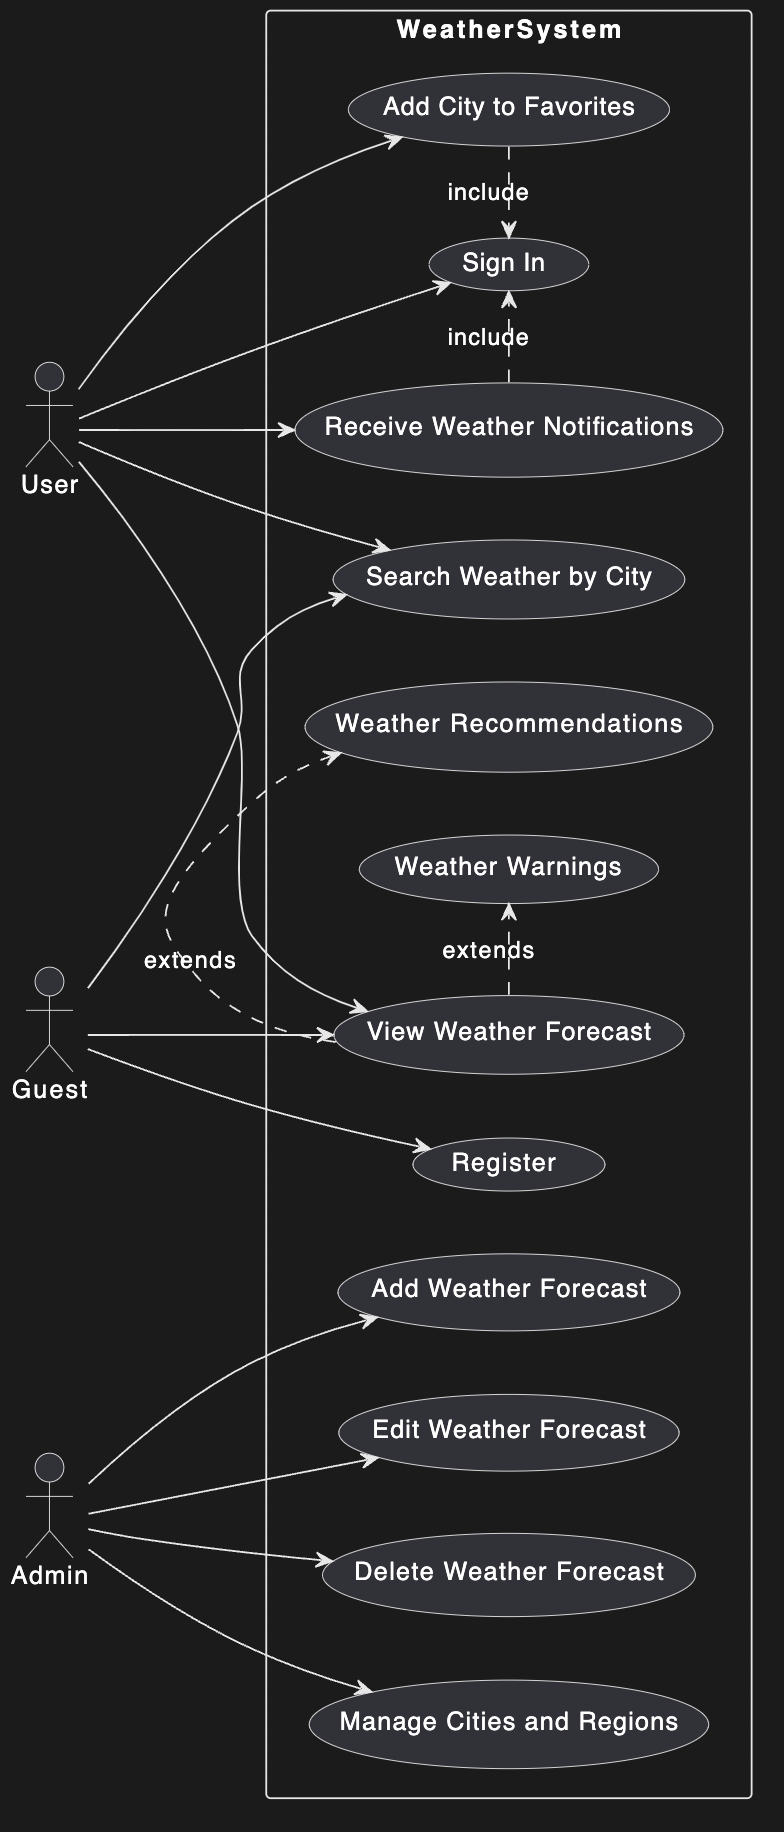 WeatherSystem
Add City to Favorites
include
Sign In
include
Receive Weather Notifications
User
Search Weather by City
Weather Recommendations
Weather Warnings
extends
extends
View Weather Forecast
Guest
Register
Add Weather Forecast
Edit Weather Forecast
Admin
Delete Weather Forecast
Manage Cities and Regions